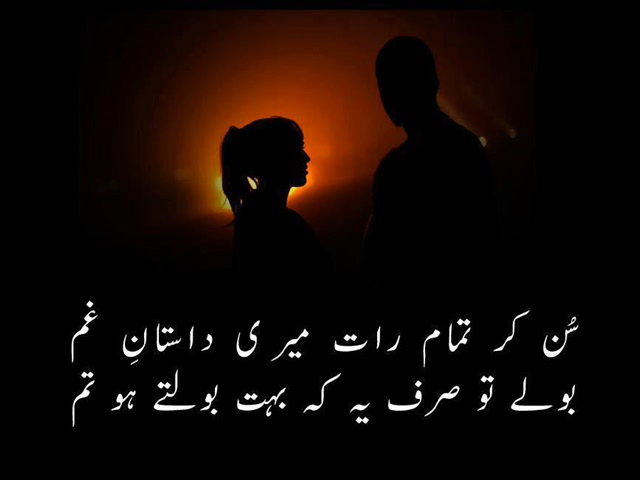 سُن کر تمام رات میری داستانِ غم
بولے تو صرف یہ کہ بہت بولتے ہو تم